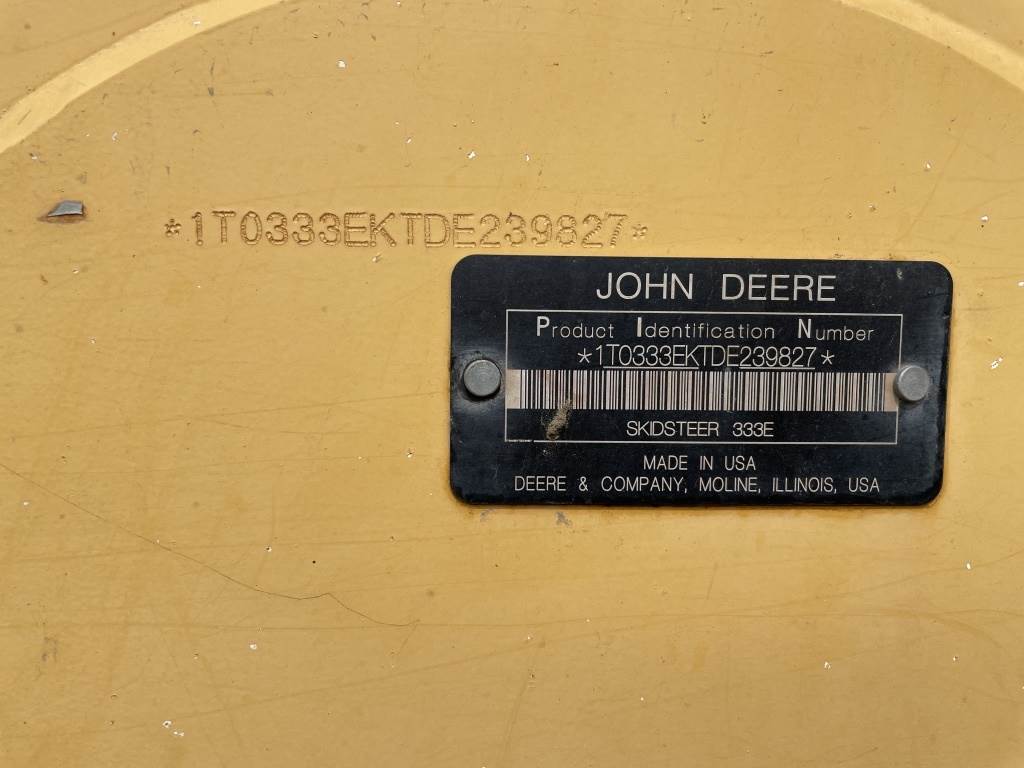 *1T0333EKTDE239827*
JOHN DEERE
Product Identification Number
*1T0333EKTDE239827*
SKIDSTEER 333E
MADE IN USA
DEERE & COMPANY, MOLINE, ILLINOIS, USA